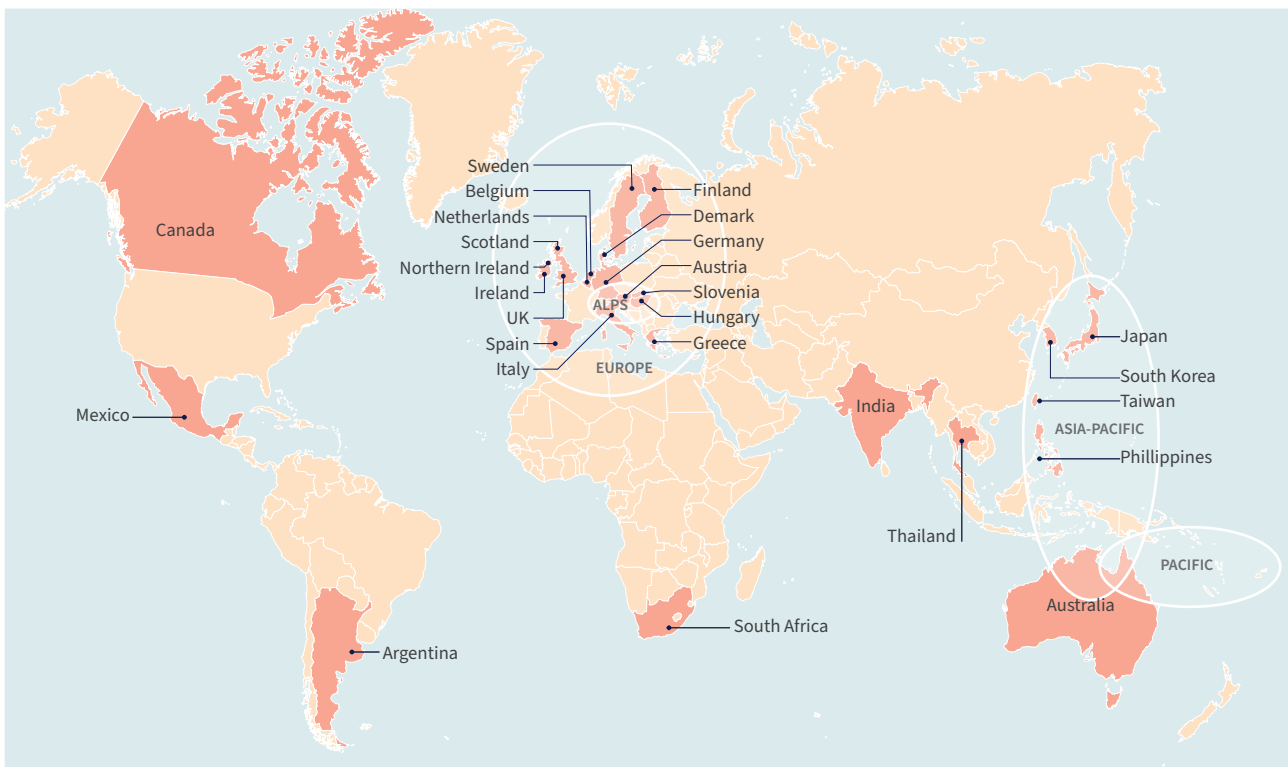 Sweden
Belgium
Netherlands
Scotland
Northern Ireland
Ireland
UK
Spain
Italy
Finland
Demark
Germany
Austria
Slovenia
Hungary
Greece
ALPS
EUROPE
Canada
Mexico
Argentina
South Africa
India
Thailand
Japan
South Korea
Taiwan
ASIA-PACIFIC
Phillippines
PACIFIC
Australia